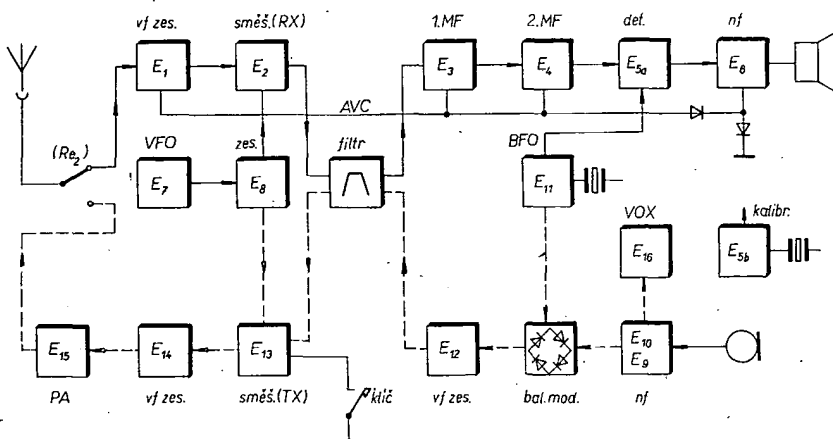 vf zes. směš.(RX) 1.MF 2.MF det. nf
E1 E2 E3 E4 E5a E6
AVC
(Re2) VFO zes. filtr BFO
E7 E8 E11
VOX kalibr.
E16 E5b
E15 E14 E13 E12 E10
E9
PA vf zes. směš.(TX) klíč vf zes. bal.mod. nf